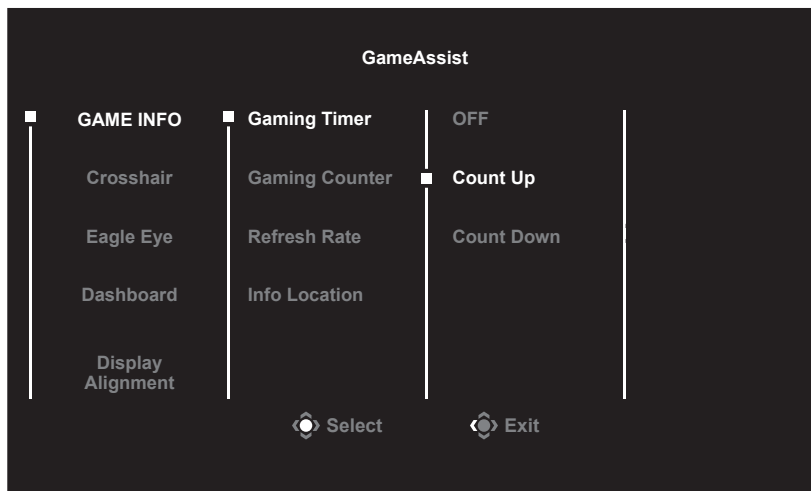 GameAssist
GAME INFO
Crosshair
Eagle Eye
Dashboard
Display
Alignment
Gaming Timer
Gaming Counter
Refresh Rate
Info Location
OFF
Count Up
Count Down
Select
Exit